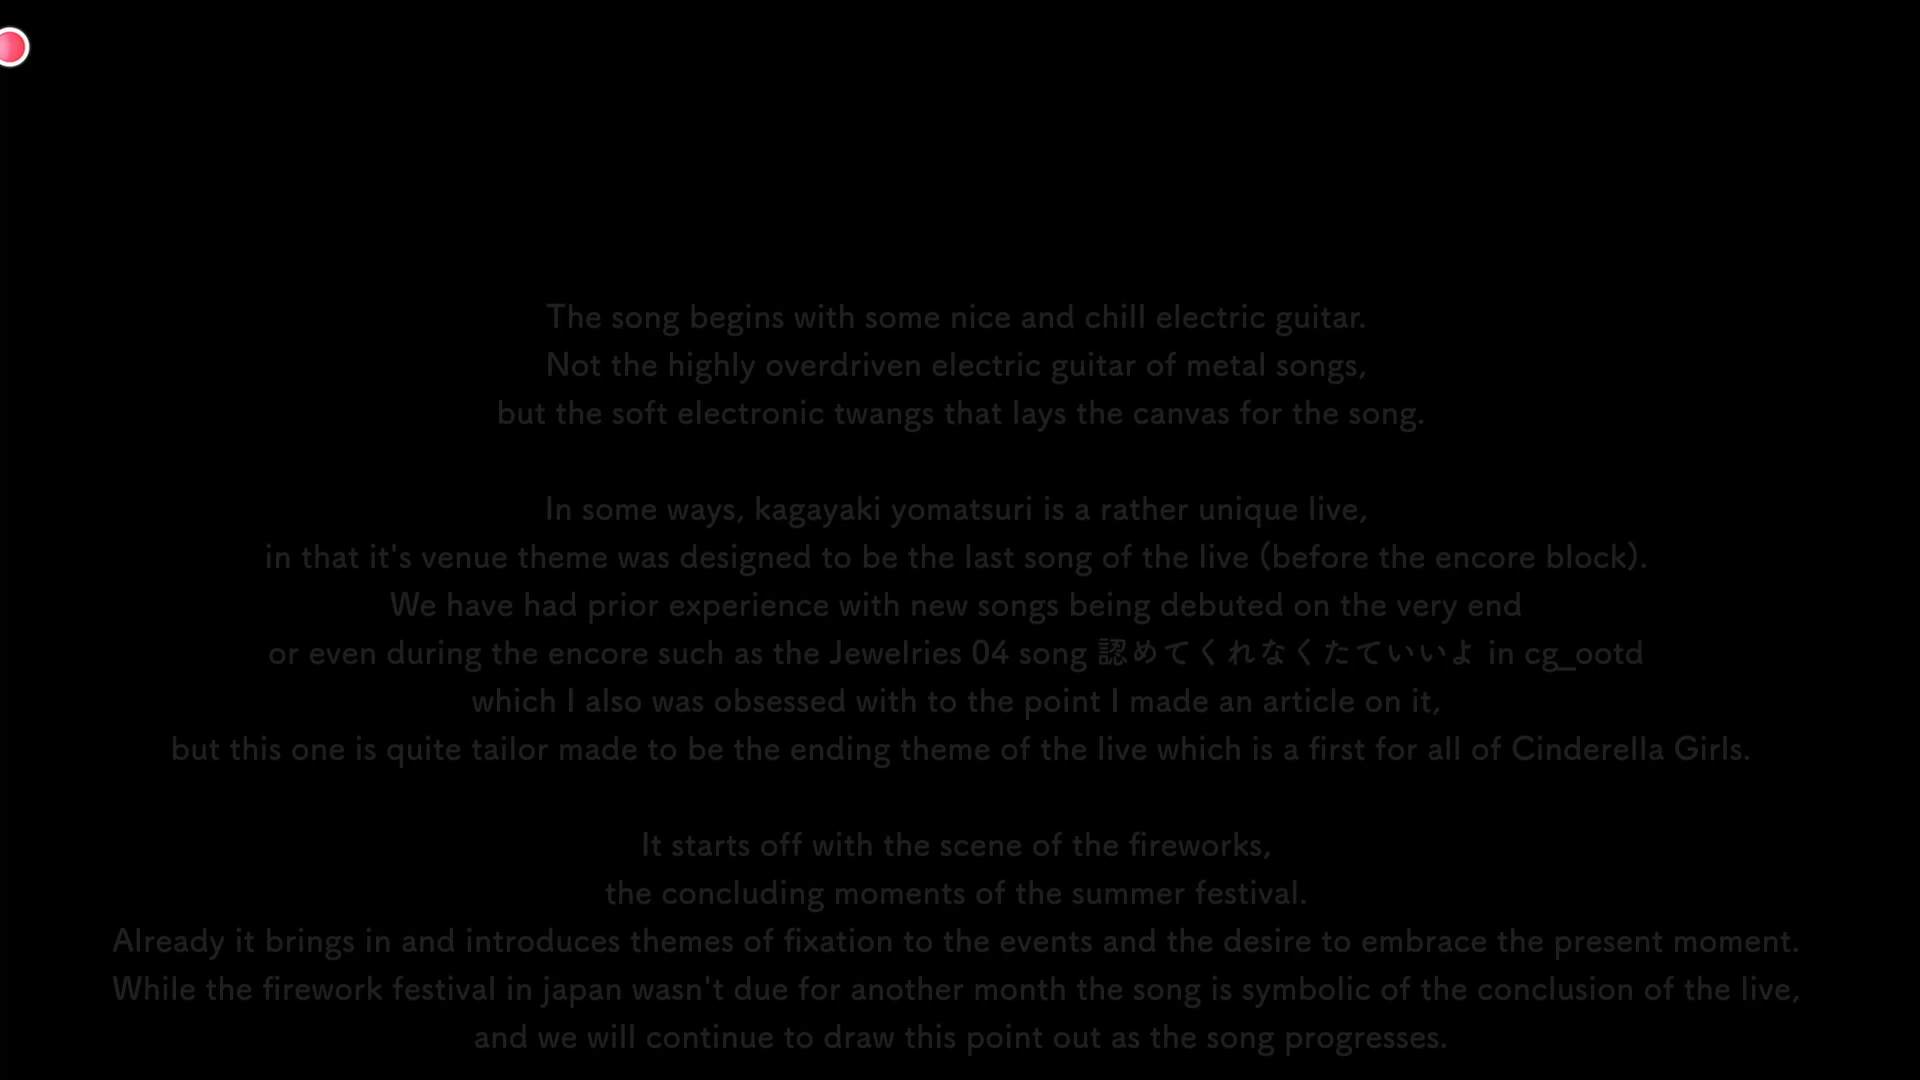 The song begins with some nice and chill electric guitar.
Not the highly overdriven electric guitar of metal songs,
but the soft electronic twangs that lays the canvas for the song.
In some ways, kagayaki yomatsuri is a rather unique live,
in that it's venue theme was designed to be the last song of the live (before the encore block).
We have had prior experience with new songs being debuted on the very end
or even during the encore such as the Jewelries 04 song 認めてくれなくたていいよ in cg_ootd
which I also was obsessed with to the point I made an article on it,
but this one is quite tailor made to be the ending theme of the live which is a first for all of Cinderella Girls.
It starts off with the scene of the fireworks,
the concluding moments of the summer festival.
Already it brings in and introduces themes of fixation to the events and the desire to embrace the present moment.
While the firework festival in japan wasn't due for another month the song is symbolic of the conclusion of the live,
and we will continue to draw this point out as the song progresses.